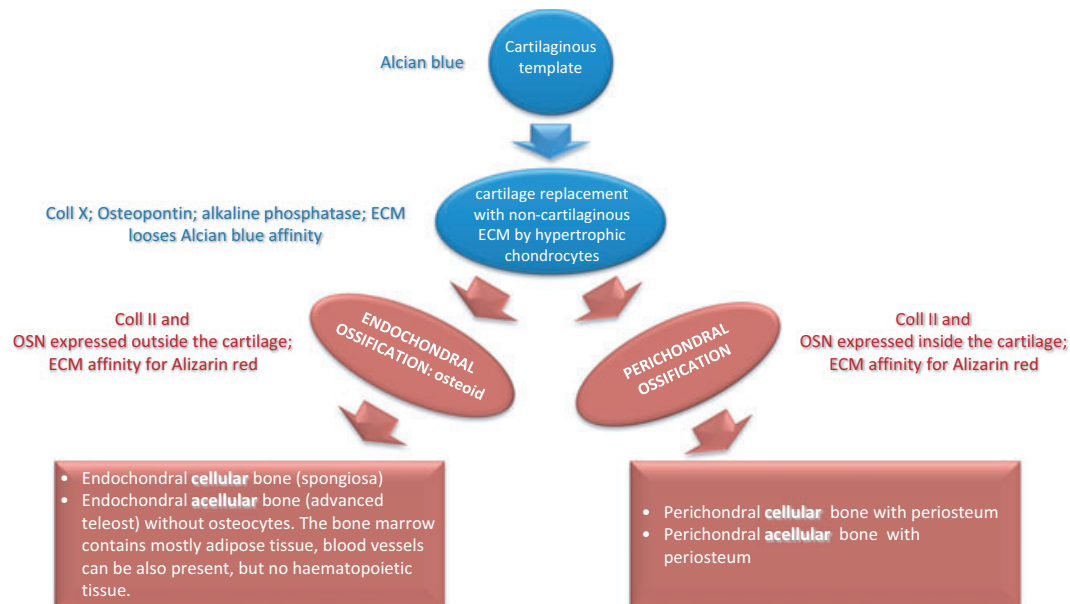 Alcian blue
Cartilaginous
template
Coll X; Osteopontin; alkaline phosphatase; ECM
looses Alcian blue affinity
cartilage replacement
with non-cartilaginous
ECM by hypertrophic
chondrocytes
Coll II and
OSN expressed outside the cartilage;
ECM affinity for Alizarin red
ENDOCHONDRAL
OSSIFICATION: osteoid
PERICHONDRAL
OSSIFICATION
Coll II and
OSN expressed inside the cartilage;
ECM affinity for Alizarin red
• Endochondral cellular bone (spongiosa)
• Endochondral acellular bone (advanced
teleost) without osteocytes. The bone marrow
contains mostly adipose tissue, blood vessels
can be also present, but no haematopoietic
tissue.
• Perichondral cellular bone with periosteum
• Perichondral acellular bone with
periosteum